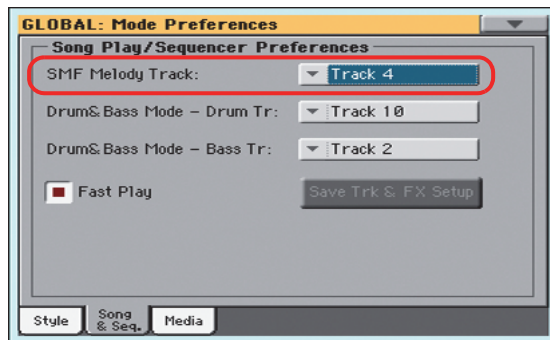 GLOBAL: Mode Preferences
Song Play/Sequencer Preferences
SMF Melody Track: Track 4
Drum&Bass Mode - Drum Tr: Track 10
Drum&Bass Mode - Bass Tr: Track 2
Fast Play Save Trk & FX Setup
Style Song & Seq. Media